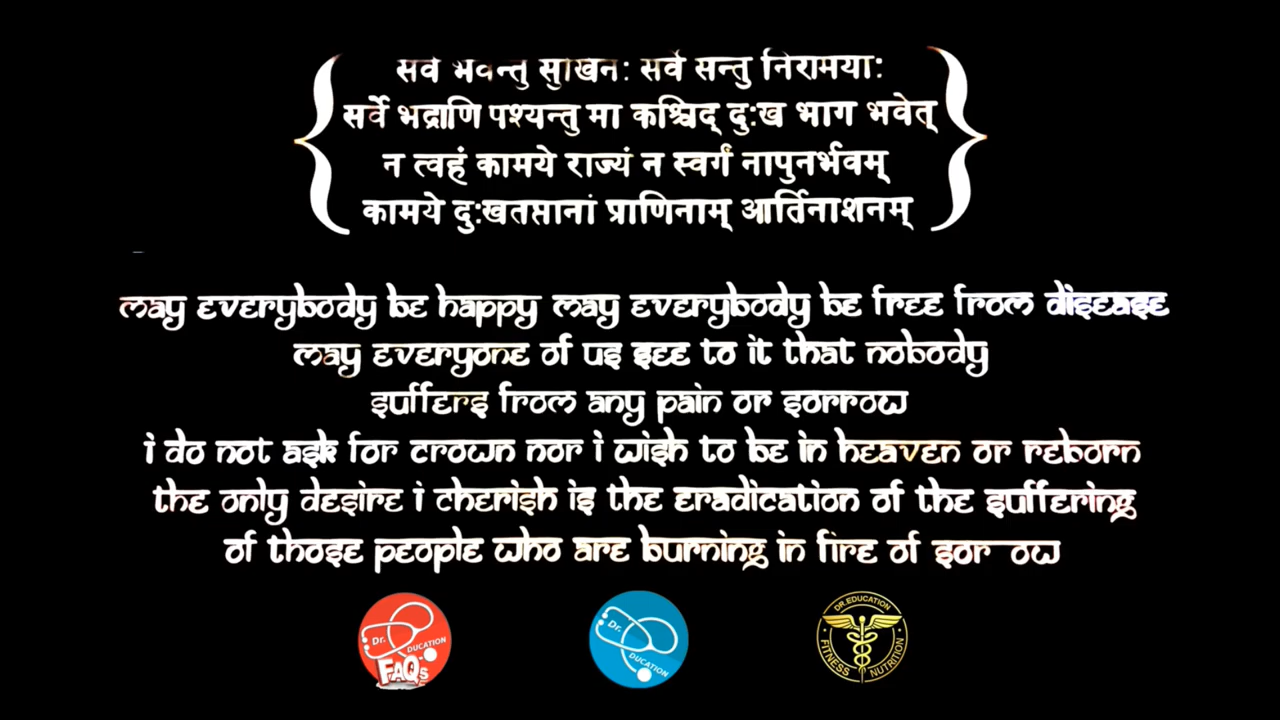 सर्वे भवन्तु सुखिन: सर्वे सन्तु निरामया:
सर्वे भद्राणि पश्यन्तु मा कश्चिद् दु:ख भाग भवेत्
न त्वहं कामये राज्यं न स्वर्गं नापुनर्भवम्
कामये दु:खतप्तानां प्राणिनाम् आर्तिनाशनम्
may everybody be happy may everybody be free from disease
may everyone of us see to it that nobody
suffers from any pain or sorrow
i do not ask for crown nor i wish to be in heaven or reborn
the only desire i cherish is the eradication of the suffering
of those people who are burning in fire of sor ow
Dr. DUCATION FAQs
DUCATION
DR.EDUCATION FITNESS NUTRITION